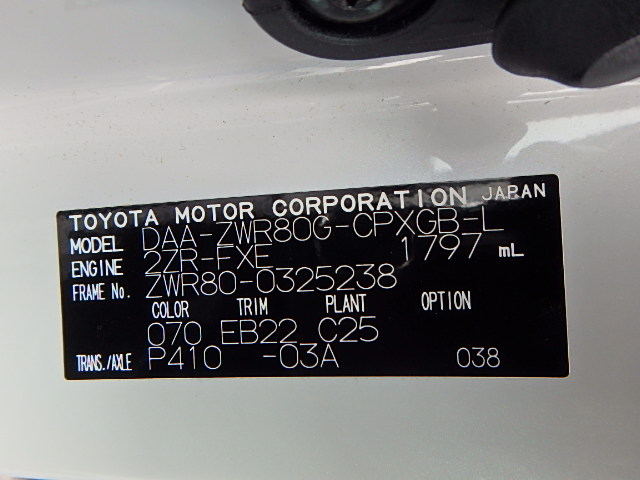 TOYOTA MOTOR CORPORATION JAPAN
MODEL DAA-ZWR80G-CPXGB-L
ENGINE 2ZR-FXE 1797 mL
FRAME No. ZWR80-0325238
COLOR TRIM PLANT OPTION
070 EB22 C25
TRANS./AXLE P410 -03A 038